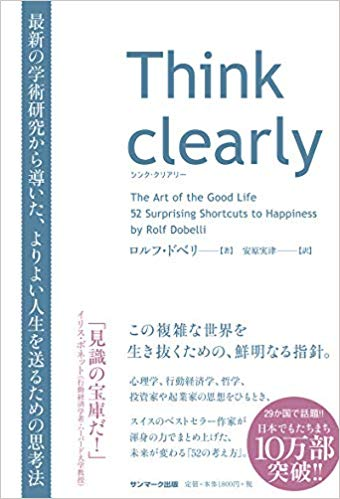 最新の学術研究から導いた、よりよい人生を送るための思考法
Think
clearly
シンク・クリアリー
The Art of the Good Life
52 Surprising Shortcuts to Happiness
by Rolf Dobelli
ロルフ・ドベリ——[著] 安原実津——[訳]
「見識の宝庫だ！」
イリス・ボネット(行動経済学者・ハーバード大学教授)
この複雑な世界を
生き抜くための、鮮明なる指針。
心理学、行動経済学、哲学、
投資家や起業家の思想をひもとき、
スイスのベストセラー作家が
渾身の力でまとめ上げた、
未来が変わる「52の考え方」。
29か国で話題!!
日本でもたちまち
10万部
突破!!
サンマーク出版 定価=本体1800円+税